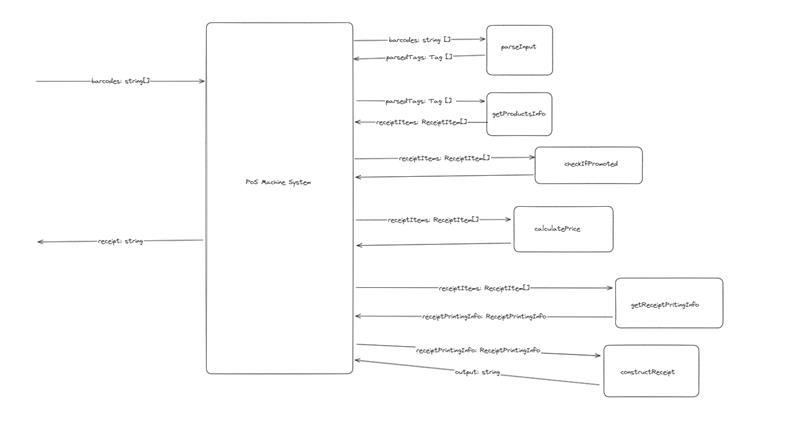 barcodes: string []
parseInput
parsedTags: Tag []
barcodes: string[]
parsedTags: Tag []
getProductsInfo
receiptItems: ReceiptItem[]
receiptItems: ReceiptItem[]
checkIfPromoted
PoS Machine System
receiptItems: ReceiptItem[]
calculatePrice
receipt: string
receiptItems: ReceiptItem[]
getReceiptPritingInfo
receiptPrintingInfo: ReceiptPrintingInfo
receiptPrintingInfo: ReceiptPrintingInfo
output: string
constructReceipt